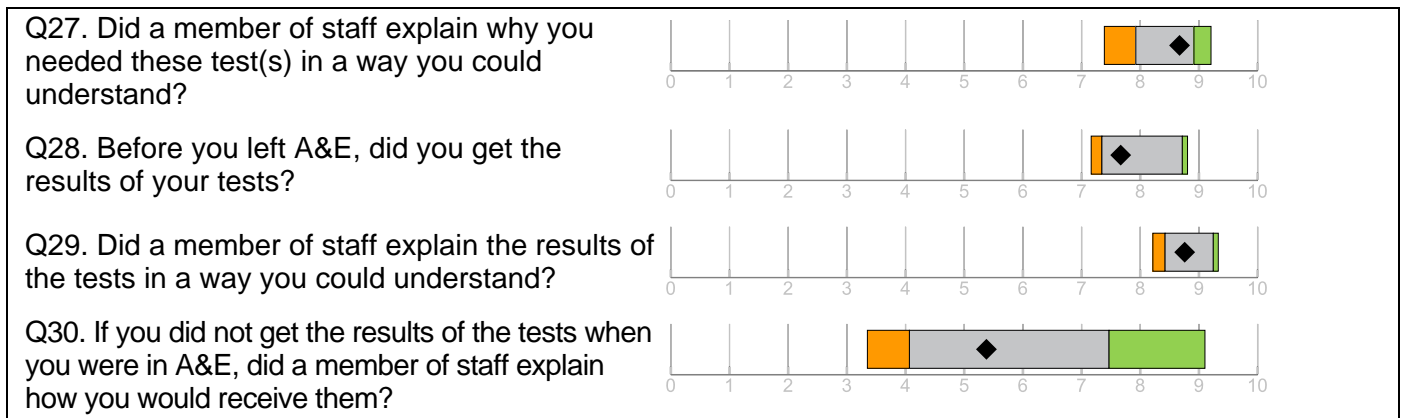 Q27. Did a member of staff explain why you
needed these test(s) in a way you could
understand?
0 1 2 3 4 5 6 7 8 9 10
Q28. Before you left A&E, did you get the
results of your tests?
0 1 2 3 4 5 6 7 8 9 10
Q29. Did a member of staff explain the results of
the tests in a way you could understand?
0 1 2 3 4 5 6 7 8 9 10
Q30. If you did not get the results of the tests when
you were in A&E, did a member of staff explain
how you would receive them?
0 1 2 3 4 5 6 7 8 9 10